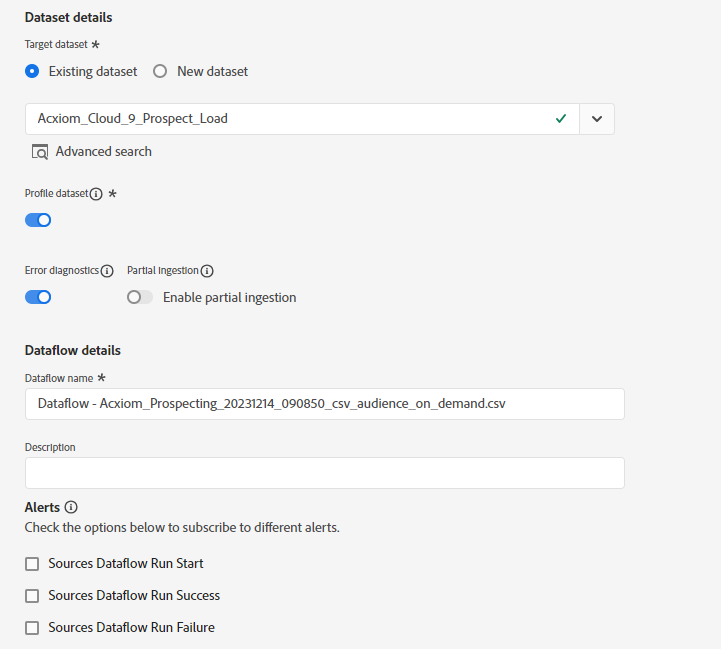 Dataset details
Target dataset *
Existing dataset New dataset
Acxiom_Cloud_9_Prospect_Load
Advanced search
Profile dataset *
Error diagnostics Partial ingestion
Enable partial ingestion
Dataflow details
Dataflow name *
Dataflow - Acxiom_Prospecting_20231214_090850_csv_audience_on_demand.csv
Description
Alerts
Check the options below to subscribe to different alerts.
Sources Dataflow Run Start
Sources Dataflow Run Success
Sources Dataflow Run Failure